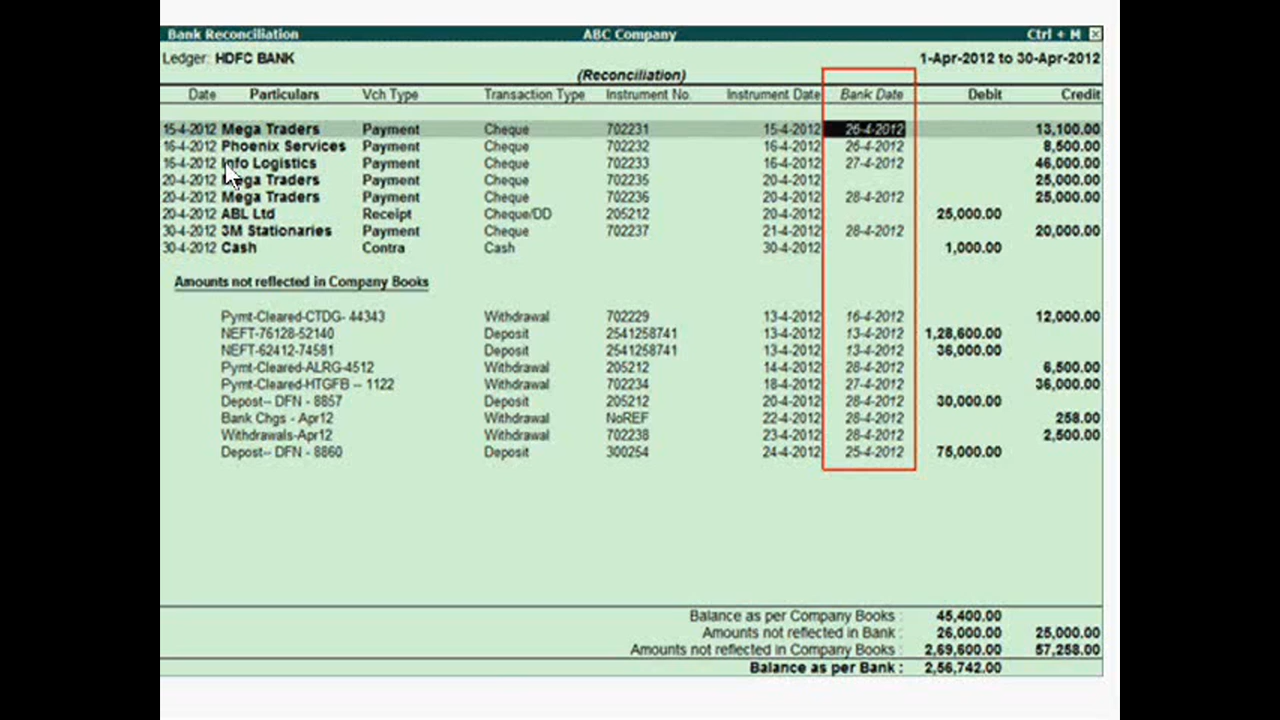 Bank Reconciliation ABC Company Ctrl + M
Ledger: HDFC BANK 1-Apr-2012 to 30-Apr-2012
(Reconciliation)
Date Particulars Vch Type Transaction Type Instrument No. Instrument Date Bank Date Debit Credit
15-4-2012 Mega Traders Payment Cheque 702231 15-4-2012 26-4-2012 13,100.00
16-4-2012 Phoenix Services Payment Cheque 702232 16-4-2012 26-4-2012 8,500.00
16-4-2012 Info Logistics Payment Cheque 702233 16-4-2012 27-4-2012 46,000.00
20-4-2012 Mega Traders Payment Cheque 702235 20-4-2012 25,000.00
20-4-2012 Mega Traders Payment Cheque 702236 20-4-2012 28-4-2012 25,000.00
20-4-2012 ABL Ltd Receipt Cheque/DD 205212 20-4-2012 25,000.00
30-4-2012 3M Stationaries Payment Cheque 702237 21-4-2012 28-4-2012 20,000.00
30-4-2012 Cash Contra Cash 30-4-2012 1,000.00
Amounts not reflected in Company Books
Pymt-Cleared-CTDG- 44343 Withdrawal 702229 13-4-2012 16-4-2012 12,000.00
NEFT-76128-52140 Deposit 2541258741 13-4-2012 13-4-2012 1,28,600.00
NEFT-62412-74581 Deposit 2541258741 13-4-2012 13-4-2012 36,000.00
Pymt-Cleared-ALRG-4512 Withdrawal 205212 14-4-2012 28-4-2012 6,500.00
Pymt-Cleared-HTGFB -- 1122 Withdrawal 702234 18-4-2012 27-4-2012 36,000.00
Depost-- DFN - 8857 Deposit 205212 20-4-2012 28-4-2012 30,000.00
Bank Chgs - Apr12 Withdrawal NoREF 22-4-2012 28-4-2012 258.00
Withdrawals-Apr12 Withdrawal 702238 23-4-2012 28-4-2012 2,500.00
Depost-- DFN - 8860 Deposit 300254 24-4-2012 25-4-2012 75,000.00
Balance as per Company Books : 45,400.00
Amounts not reflected in Bank : 26,000.00 25,000.00
Amounts not reflected in Company Books : 2,69,600.00 57,258.00
Balance as per Bank : 2,56,742.00